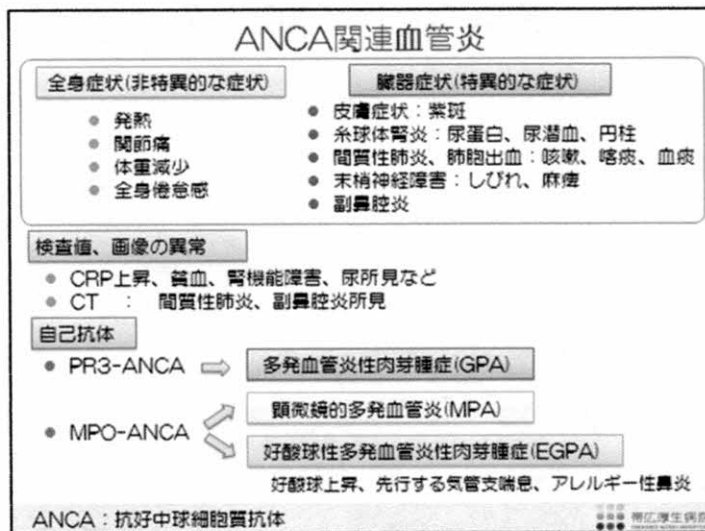 ANCA関連血管炎
全身症状(非特異的な症状)
● 発熱
● 関節痛
● 体重減少
● 全身倦怠感
臓器症状(特異的な症状)
● 皮膚症状：紫斑
● 糸球体腎炎：尿蛋白、尿潜血、円柱
● 間質性肺炎、肺胞出血：咳嗽、喀痰、血痰
● 末梢神経障害：しびれ、麻痺
● 副鼻腔炎
検査値、画像の異常
● CRP上昇、貧血、腎機能障害、尿所見など
● CT ： 間質性肺炎、副鼻腔炎所見
自己抗体
● PR3-ANCA ⇨ 多発血管炎性肉芽腫症(GPA)
● MPO-ANCA
顕微鏡的多発血管炎(MPA)
好酸球性多発血管炎性肉芽腫症(EGPA)
好酸球上昇、先行する気管支喘息、アレルギー性鼻炎
ANCA：抗好中球細胞質抗体
帯広厚生病院